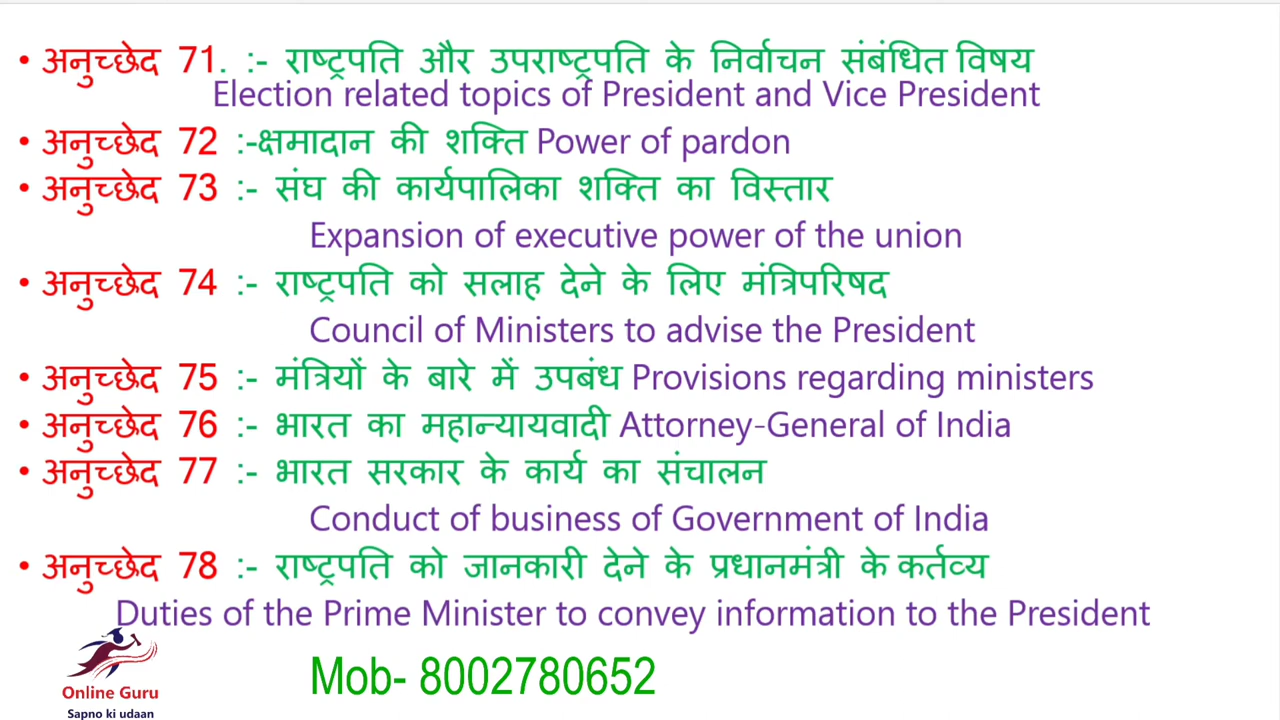 • अनुच्छेद 71. :- राष्ट्रपति और उपराष्ट्रपति के निर्वाचन संबंधित विषय
Election related topics of President and Vice President
• अनुच्छेद 72 :-क्षमादान की शक्ति Power of pardon
• अनुच्छेद 73 :- संघ की कार्यपालिका शक्ति का विस्तार
Expansion of executive power of the union
• अनुच्छेद 74 :- राष्ट्रपति को सलाह देने के लिए मंत्रिपरिषद
Council of Ministers to advise the President
• अनुच्छेद 75 :- मंत्रियों के बारे में उपबंध Provisions regarding ministers
• अनुच्छेद 76 :- भारत का महान्यायवादी Attorney-General of India
• अनुच्छेद 77 :- भारत सरकार के कार्य का संचालन
Conduct of business of Government of India
• अनुच्छेद 78 :- राष्ट्रपति को जानकारी देने के प्रधानमंत्री के कर्तव्य
Duties of the Prime Minister to convey information to the President
Mob- 8002780652
Online Guru
Sapno ki udaan